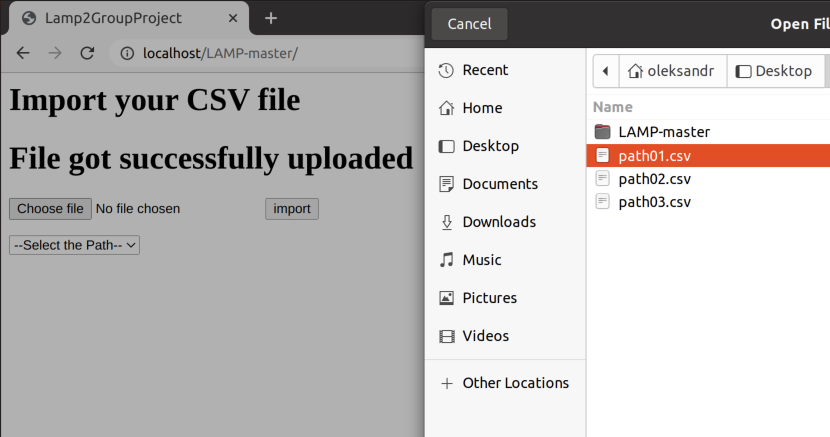 Lamp2GroupProject
localhost/LAMP-master/
Import your CSV file
File got successfully uploaded
Choose file No file chosen import
--Select the Path--
Cancel
Open Fil
Recent
Home
Desktop
Documents
Downloads
Music
Pictures
Videos
Other Locations
oleksandr Desktop
Name
LAMP-master
path01.csv
path02.csv
path03.csv